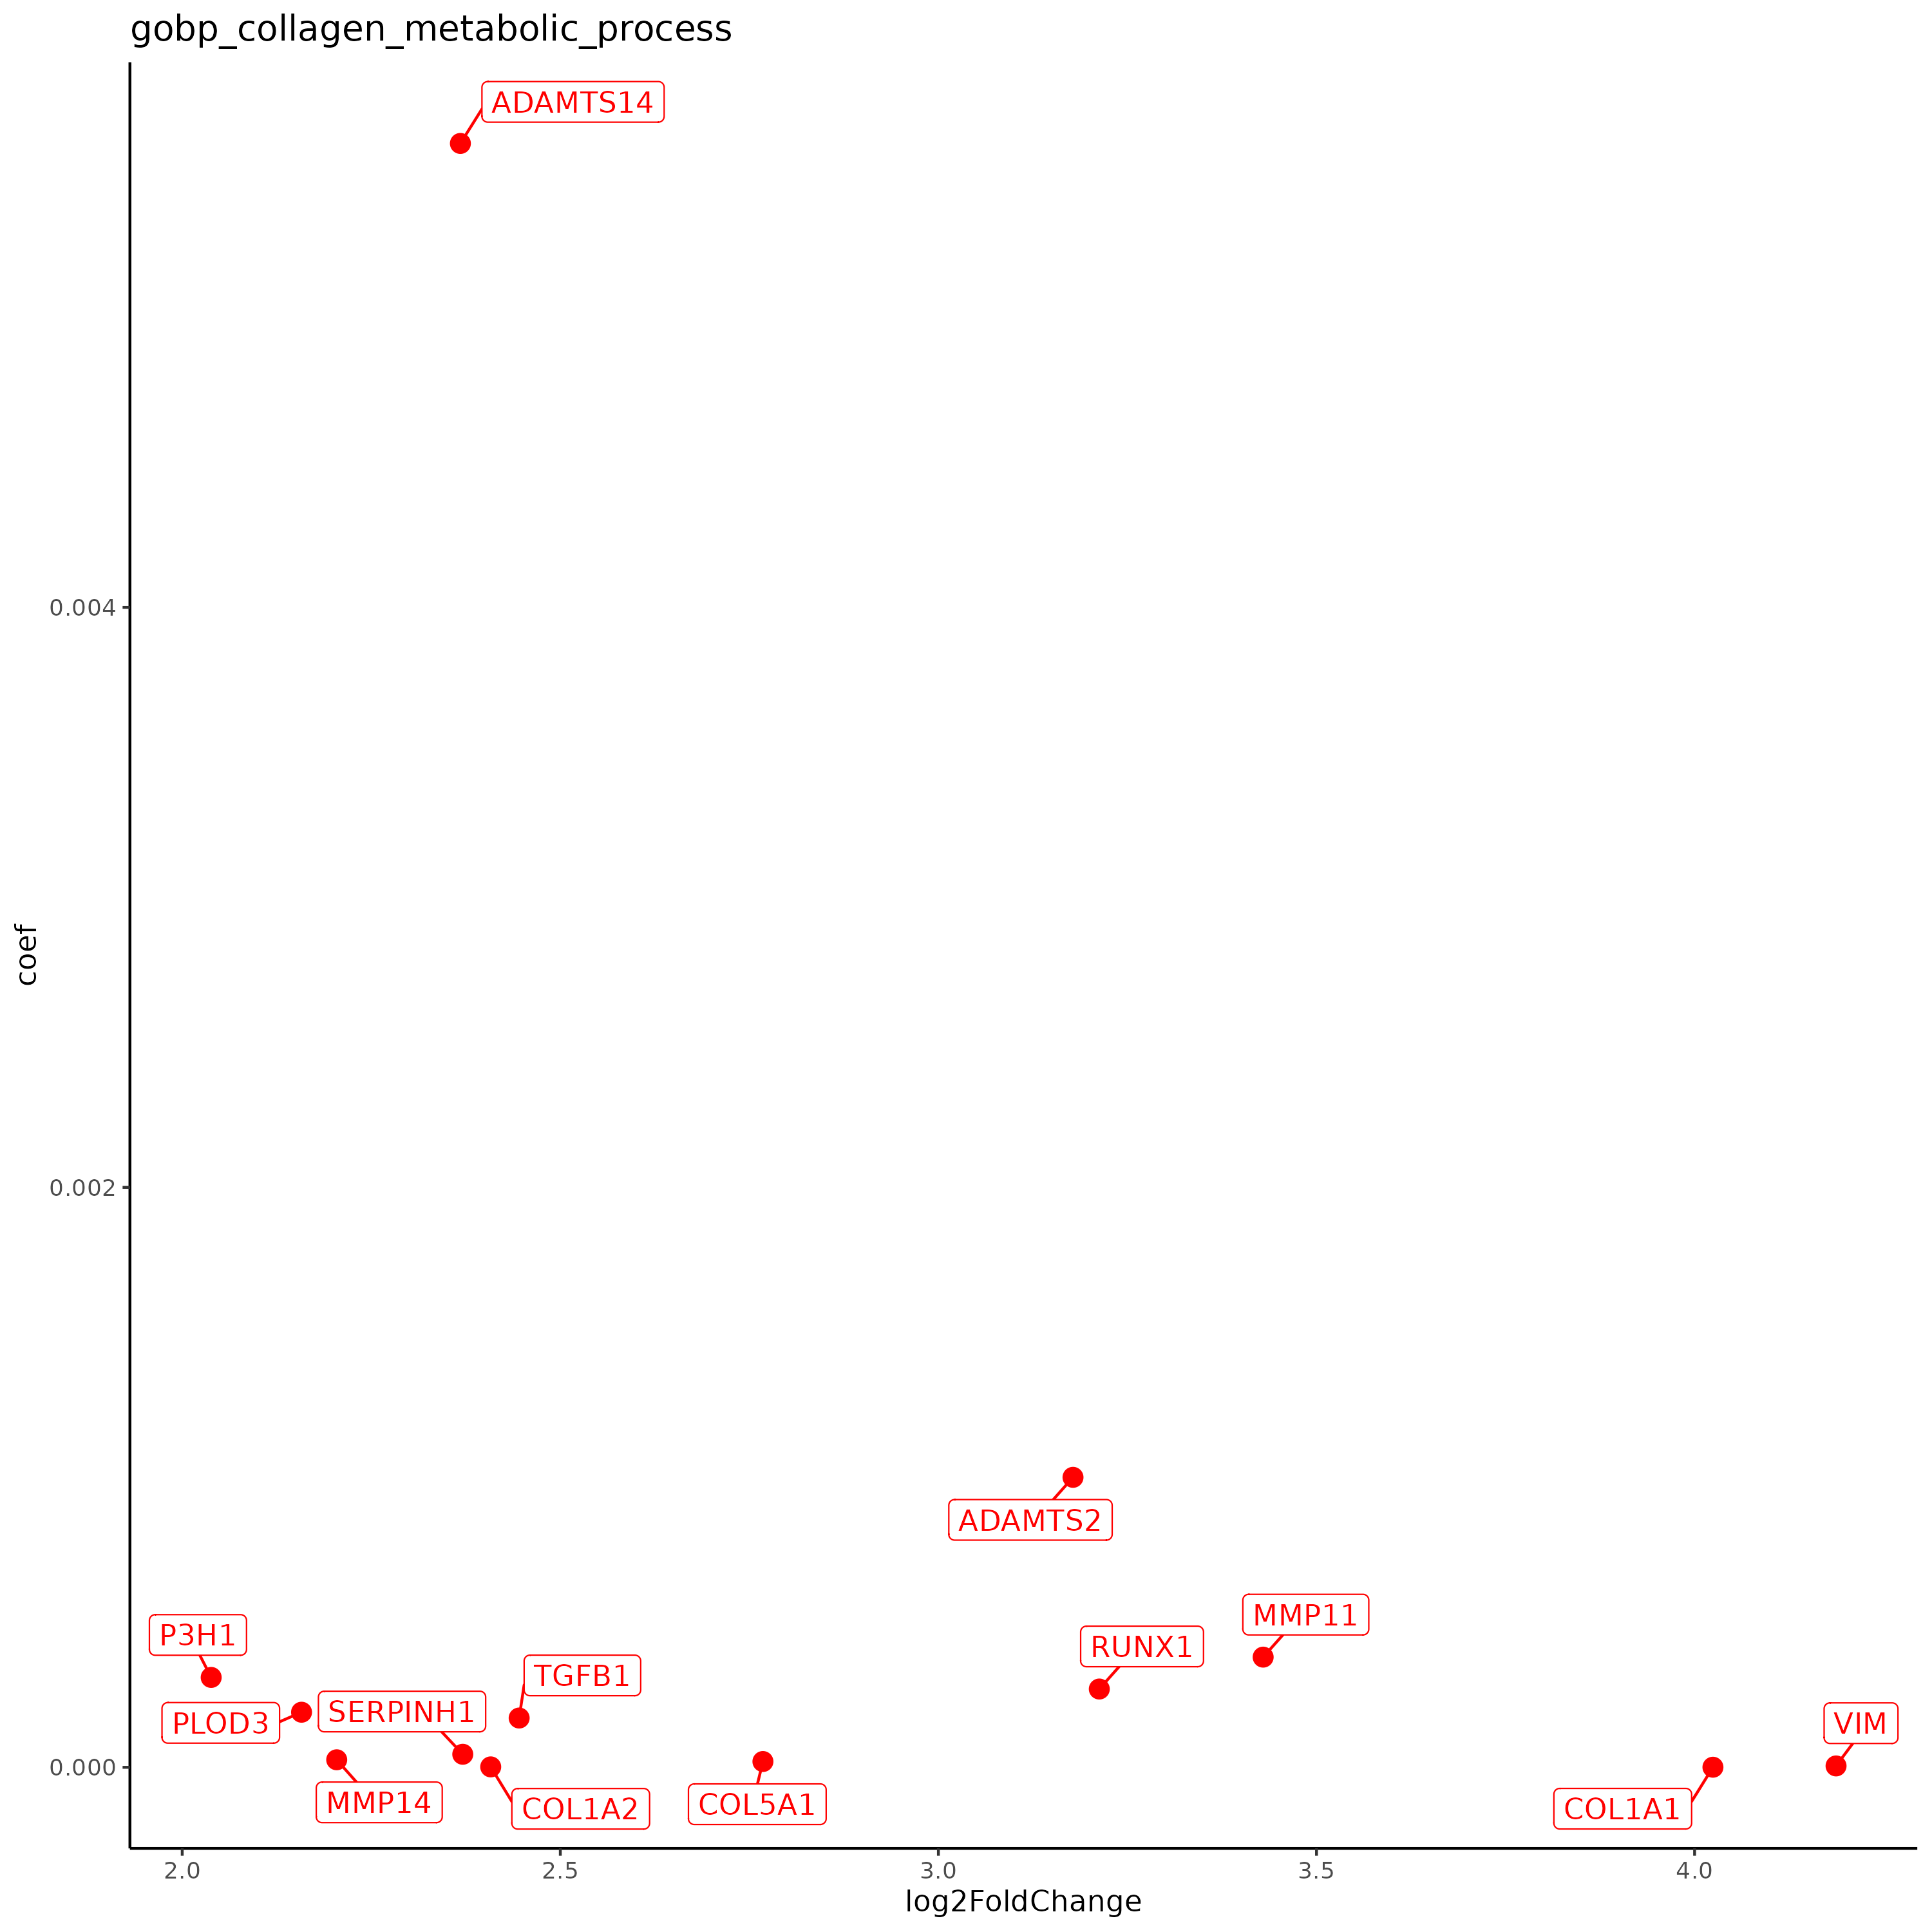 gobp_collagen_metabolic_process
ADAMTS14
0.004
coef
0.002
ADAMTS2
MMP11
P3H1
RUNX1
TGFB1
SERPINH1
PLOD3
VIM
0.000
MMP14
COL1A2
COL5A1
COL1A1
2.0 2.5 3.0 3.5 4.0
log2FoldChange